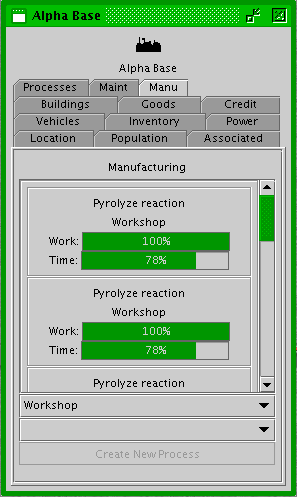 Alpha Base
Alpha Base
Processes Maint Manu
Buildings Goods Credit
Vehicles Inventory Power
Location Population Associated
Manufacturing
Pyrolyze reaction
Workshop
Work: 100%
Time: 78%
Pyrolyze reaction
Workshop
Work: 100%
Time: 78%
Pyrolyze reaction
Workshop
Create New Process